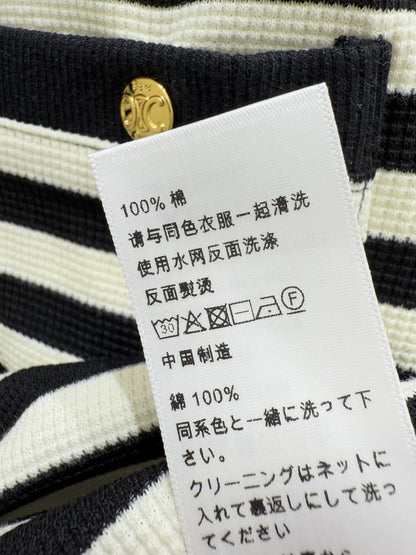 100% 棉
请与同色衣服一起清洗
使用水网反面洗涤
反面熨烫
30 F
中国制造
綿 100%
同系色と一緒に洗って下
さい。
クリーニングはネットに
入れて裏返しにして洗っ
てください